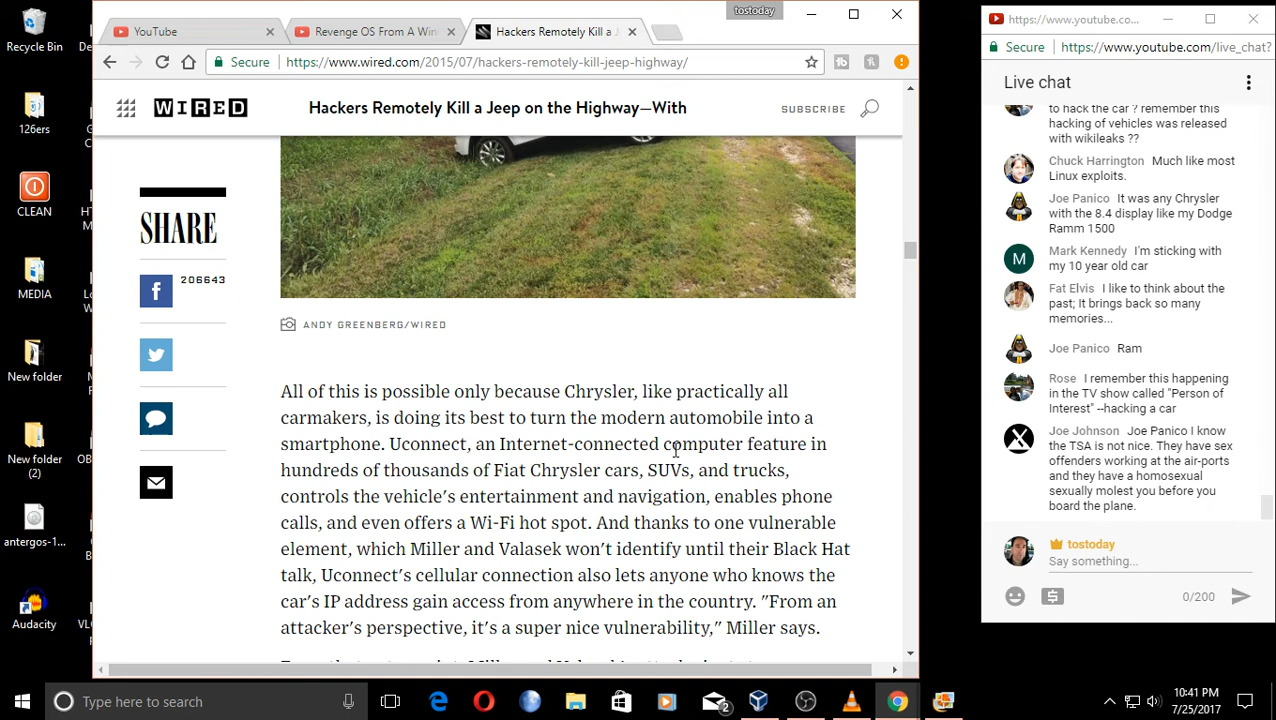 Recycle Bin
126ers
CLEAN
MEDIA
New folder
New folder
(2)
antergos-1...
Audacity
tostoday
YouTube
Revenge OS From A Win
Hackers Remotely Kill a J
Secure
https://www.wired.com/2015/07/hackers-remotely-kill-jeep-highway/
WIRED
Hackers Remotely Kill a Jeep on the Highway—With
SUBSCRIBE
SHARE
206643
ANDY GREENBERG/WIRED
All of this is possible only because Chrysler, like practically all
carmakers, is doing its best to turn the modern automobile into a
smartphone. Uconnect, an Internet-connected computer feature in
hundreds of thousands of Fiat Chrysler cars, SUVs, and trucks,
controls the vehicle's entertainment and navigation, enables phone
calls, and even offers a Wi-Fi hot spot. And thanks to one vulnerable
element, which Miller and Valasek won't identify until their Black Hat
talk, Uconnect's cellular connection also lets anyone who knows the
car's IP address gain access from anywhere in the country. "From an
attacker's perspective, it's a super nice vulnerability," Miller says.
https://www.youtube.co...
Secure
https://www.youtube.com/live_chat?
Live chat
to hack the car ? remember this
hacking of vehicles was released
with wikileaks ??
Chuck Harrington Much like most
Linux exploits.
Joe Panico It was any Chrysler
with the 8.4 display like my Dodge
Ramm 1500
Mark Kennedy I'm sticking with
my 10 year old car
Fat Elvis I like to think about the
past; It brings back so many
memories...
Joe Panico Ram
Rose I remember this happening
in the TV show called "Person of
Interest" --hacking a car
Joe Johnson Joe Panico I know
the TSA is not nice. They have sex
offenders working at the air-ports
and they have a homosexual
sexually molest you before you
board the plane.
tostoday
Say something...
0/200
Type here to search
2
10:41 PM
7/25/2017